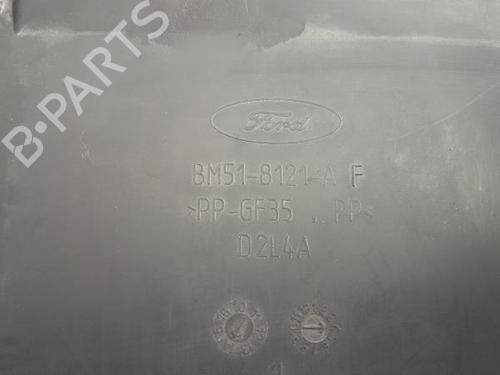 Ford
BM51-8121-A F
>PP-GF35 .. PP<
D2L4A
B-PARTS